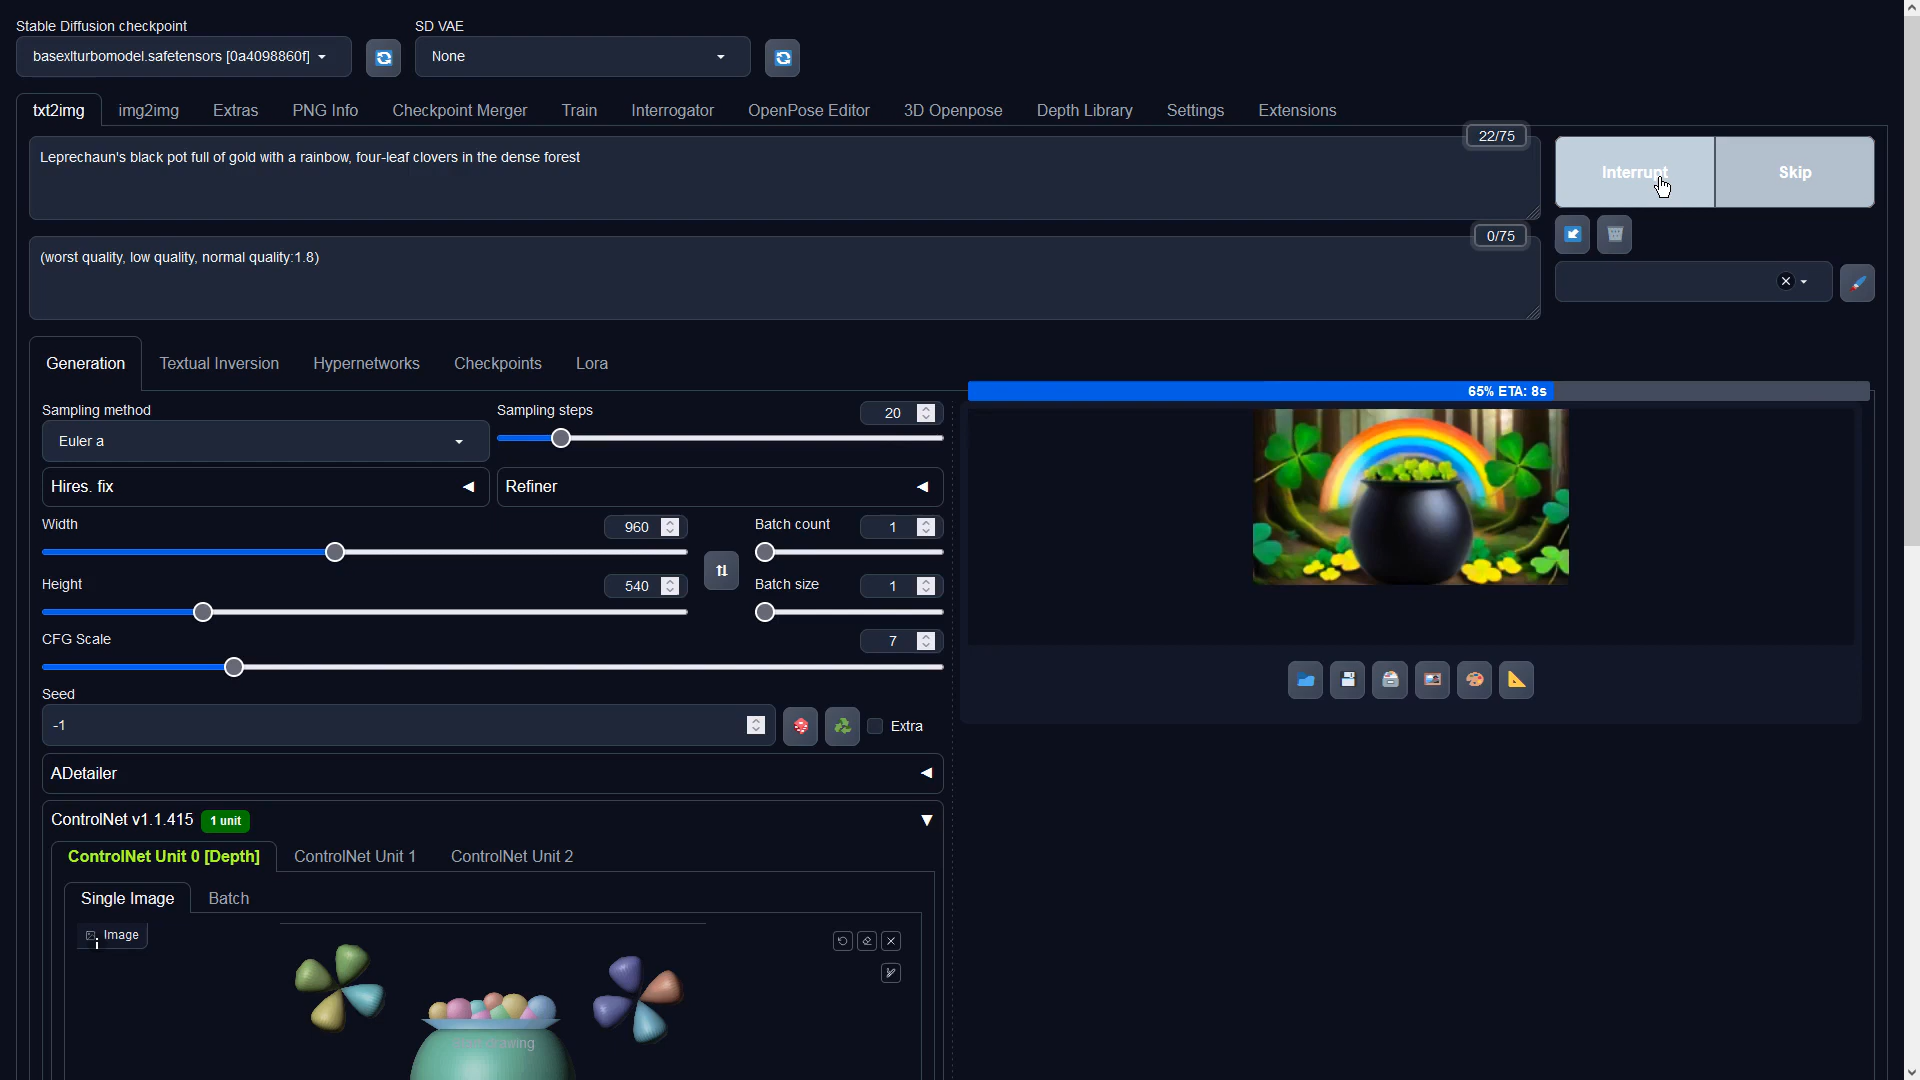 Stable Diffusion checkpoint
SD VAE
basexlturbomodel.safetensors [0a4098860f]
None
txt2img
img2img
Extras
PNG Info
Checkpoint Merger
Train
Interrogator
OpenPose Editor
3D Openpose
Depth Library
Settings
Extensions
22/75
Leprechaun's black pot full of gold with a rainbow, four-leaf clovers in the dense forest
Interrupt
Skip
0/75
(worst quality, low quality, normal quality:1.8)
Generation
Textual Inversion
Hypernetworks
Checkpoints
Lora
65% ETA: 8s
Sampling method
Sampling steps
20
Euler a
Hires. fix
Refiner
Width
960
Batch count
1
Height
540
Batch size
1
CFG Scale
7
Seed
-1
Extra
ADetailer
ControlNet v1.1.415
1 unit
ControlNet Unit 0 [Depth]
ControlNet Unit 1
ControlNet Unit 2
Single Image
Batch
Image
drawing